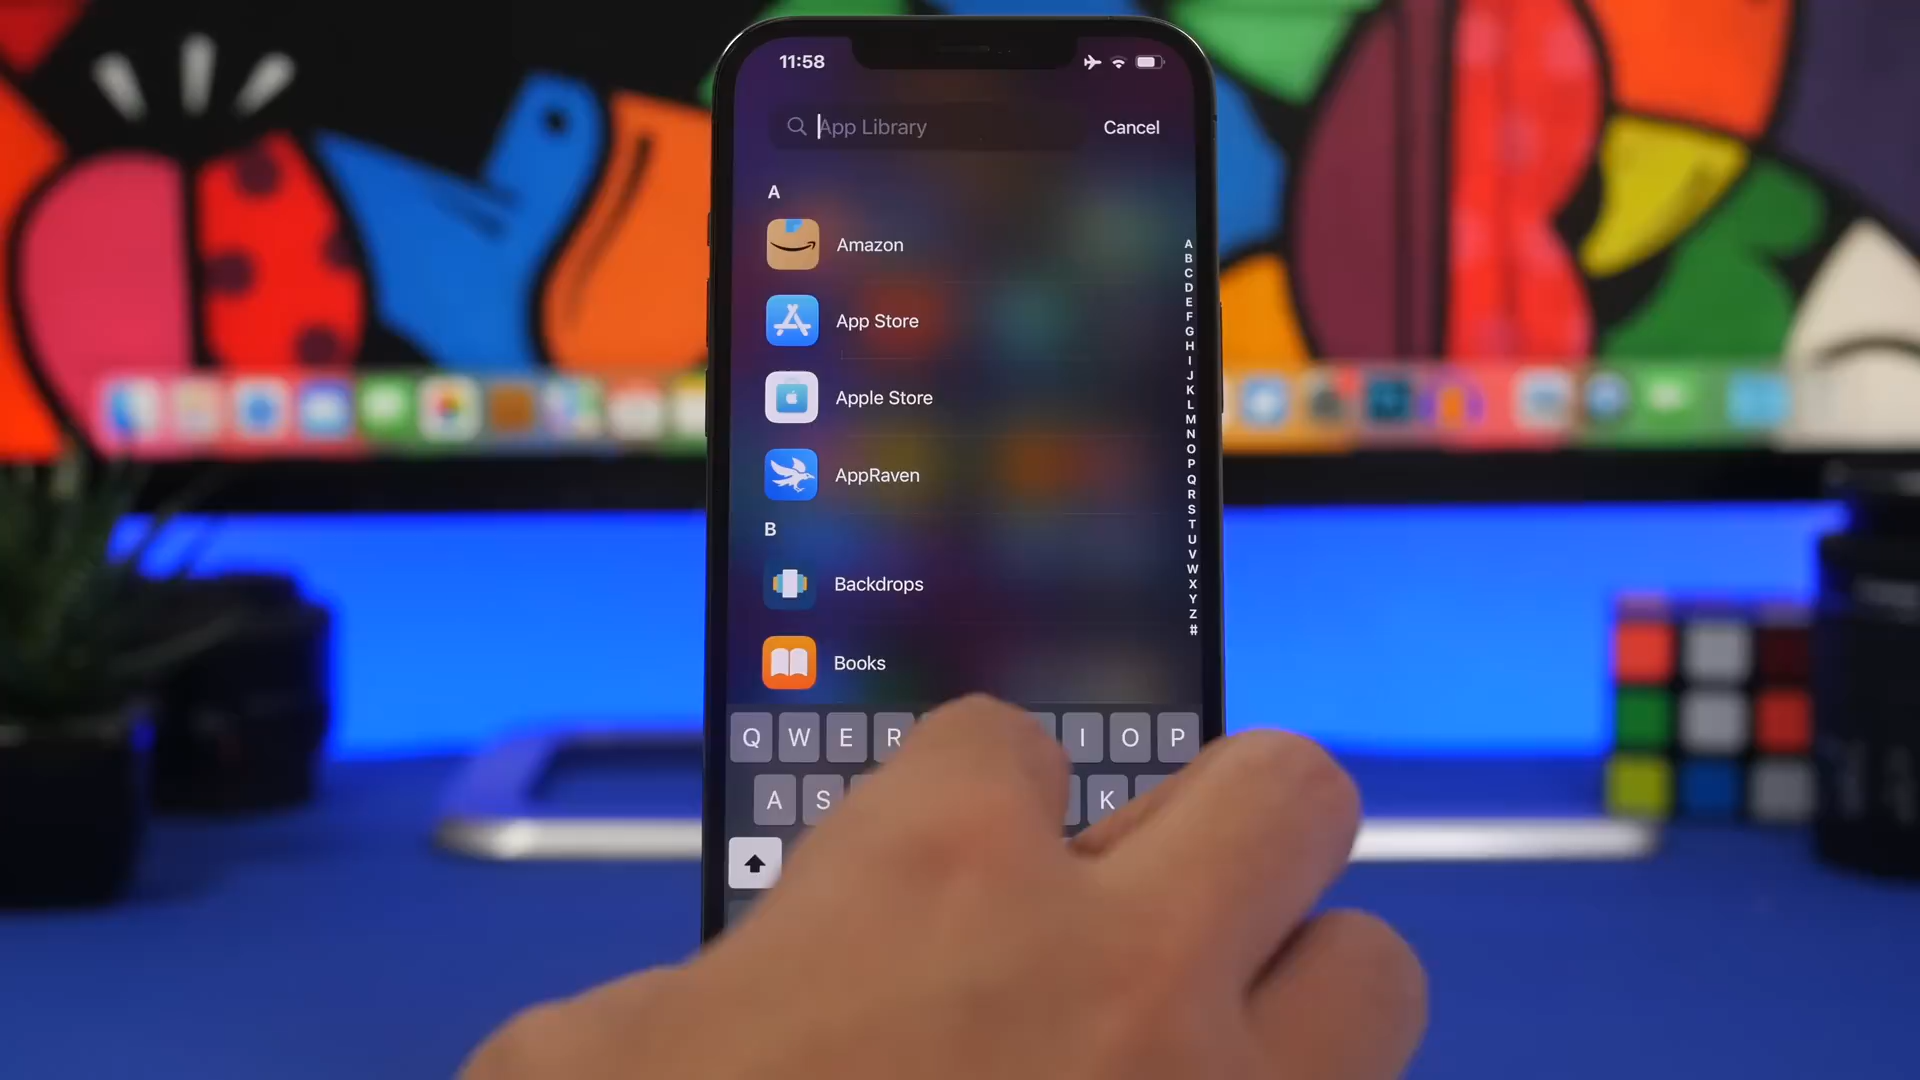 11:58
App Library
Cancel
A
Amazon
App Store
Apple Store
AppRaven
B
Backdrops
Books
A
B
C
D
E
F
G
H
I
J
K
L
M
N
O
P
Q
R
S
T
U
V
W
X
Y
Z
#
Q W E R I O P
A S K